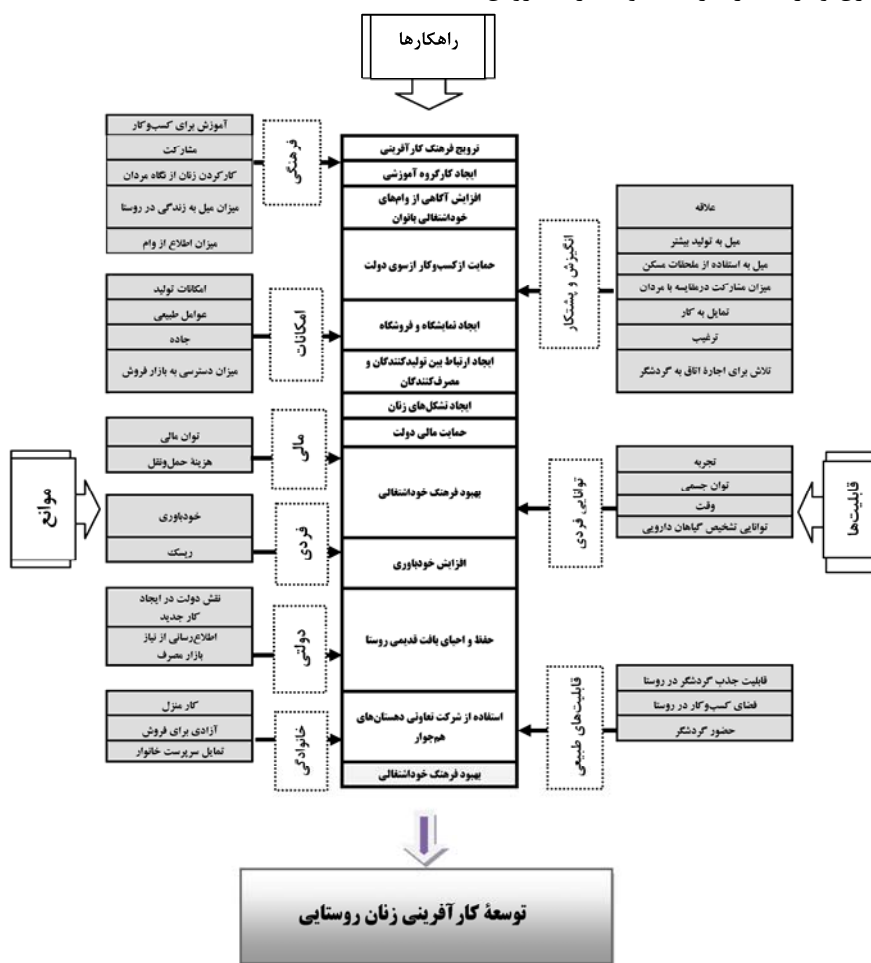 راهکارها
آموزش برای کسب‌وکار
مشارکت
کارکردن زنان از نگاه مردان
میزان میل به زندگی در روستا
میزان اطلاع از وام
فرهنگی
امکانات تولید
عوامل طبیعی
جاده
میزان دسترسی به بازار فروش
امکانات
توان مالی
هزینۀ حمل‌ونقل
مالی
موانع
خودباوری
ریسک
فردی
نقش دولت در ایجاد
کار جدید
اطلاع‌رسانی از نیاز
بازار مصرف
دولتی
کار منزل
آزادی برای فروش
تمایل سرپرست خانوار
خانوادگی
ترویج فرهنگ کارآفرینی
ایجاد کارگروه آموزشی
افزایش آگاهی از وام‌های
خوداشتغالی بانوان
حمایت ازکسب‌وکار ازسوی دولت
ایجاد نمایشگاه و فروشگاه
ایجاد ارتباط بین تولیدکنندگان و
مصرف‌کنندگان
ایجاد تشکل‌های زنان
حمایت مالی دولت
بهبود فرهنگ خوداشتغالی
افزایش خودباوری
حفظ و احیای بافت قدیمی روستا
استفاده از شرکت تعاونی دهستان‌های
هم‌جوار
بهبود فرهنگ خوداشتغالی
انگیزش و پشتکار
علاقه
میل به تولید بیشتر
میل به استفاده از ملحقات مسکن
میزان مشارکت درمقایسه با مردان
تمایل به کار
ترغیب
تلاش برای اجارۀ اتاق به گردشگر
توانایی فردی
تجربه
توان جسمی
وقت
توانایی تشخیص گیاهان دارویی
قابلیت‌ها
قابلیت‌های طبیعی
قابلیت جذب گردشگر در روستا
فضای کسب‌وکار در روستا
حضور گردشگر
توسعۀ کارآفرینی زنان روستایی